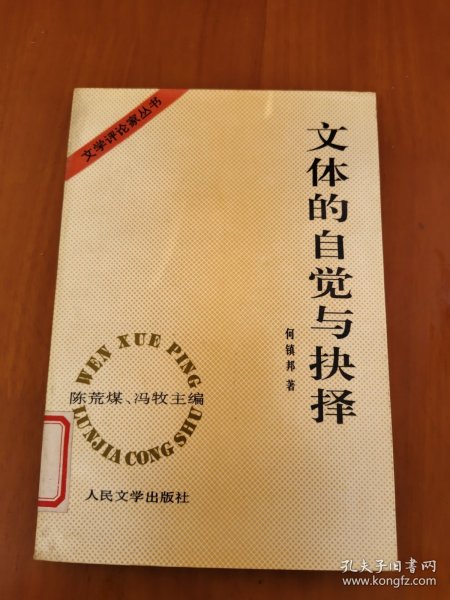 文学评论家丛书
文体的自觉与抉择
何镇邦 著
WEN XUE PING
陈荒煤、冯牧主编
LUNJIA CONG SHU
人民文学出版社
孔夫子旧书网
www.kongfz.com